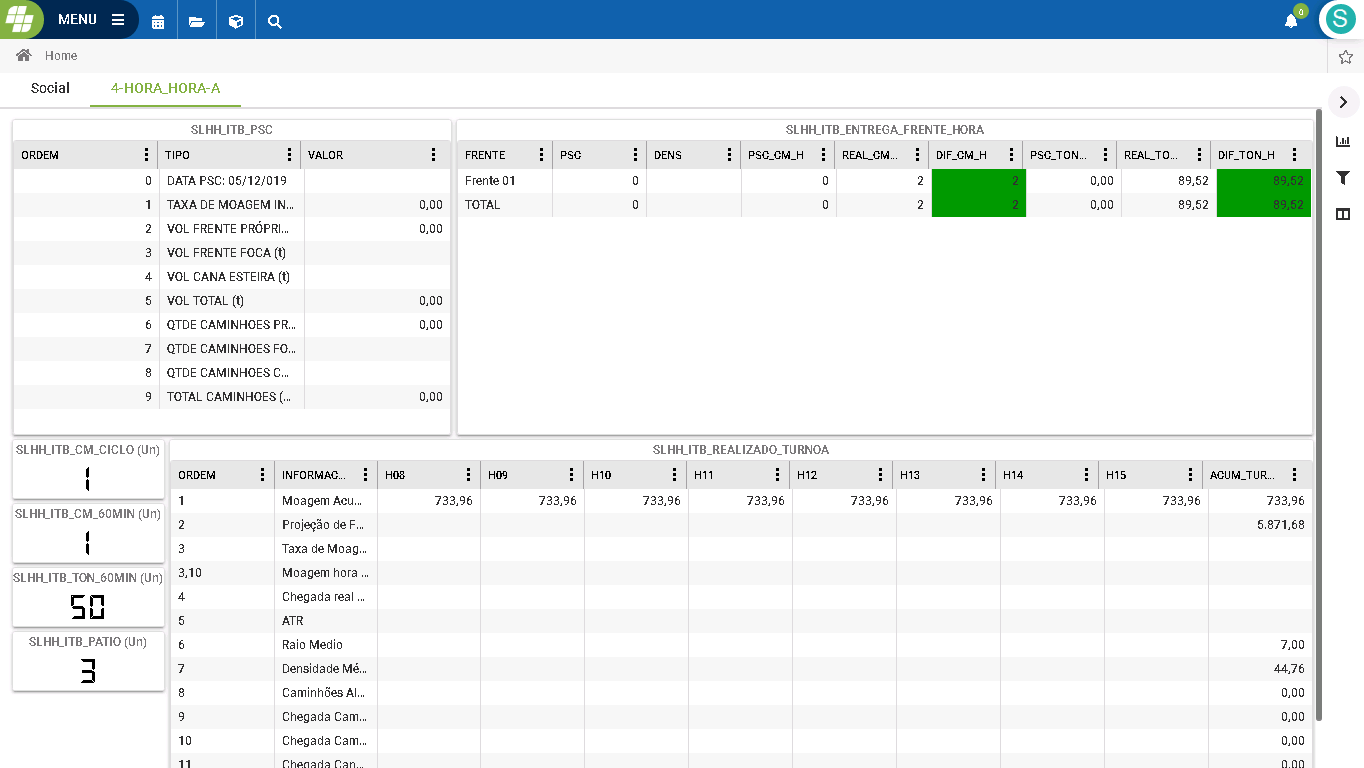 MENU
0
S
Home
Social 4-HORA_HORA-A
SLHH_ITB_PSC
ORDEM TIPO VALOR
0 DATA PSC: 05/12/019
1 TAXA DE MOAGEM IN... 0,00
2 VOL FRENTE PRÓPRI... 0,00
3 VOL FRENTE FOCA (t)
4 VOL CANA ESTEIRA (t)
5 VOL TOTAL (t) 0,00
6 QTDE CAMINHOES PR... 0,00
7 QTDE CAMINHOES FO...
8 QTDE CAMINHOES C...
9 TOTAL CAMINHOES (... 0,00
SLHH_ITB_ENTREGA_FRENTE_HORA
FRENTE PSC DENS PSC_CM_H REAL_CM... DIF_CM_H PSC_TON... REAL_TO... DIF_TON_H
Frente 01 0 0 2 2 0,00 89,52 89,52
TOTAL 0 0 2 2 0,00 89,52 89,52
SLHH_ITB_CM_CICLO (Un)
1
SLHH_ITB_CM_60MIN (Un)
1
SLHH_ITB_TON_60MIN (Un)
50
SLHH_ITB_PATIO (Un)
3
SLHH_ITB_REALIZADO_TURNOA
ORDEM INFORMAC... H08 H09 H10 H11 H12 H13 H14 H15 ACUM_TUR...
1 Moagem Acu... 733,96 733,96 733,96 733,96 733,96 733,96 733,96 733,96 733,96
2 Projeção de F... 5.871,68
3 Taxa de Moag...
3,10 Moagem hora ...
4 Chegada real ...
5 ATR
6 Raio Medio 7,00
7 Densidade Mé... 44,76
8 Caminhões Al... 0,00
9 Chegada Cam... 0,00
10 Chegada Cam... 0,00
11 Chegada Can... 0,00